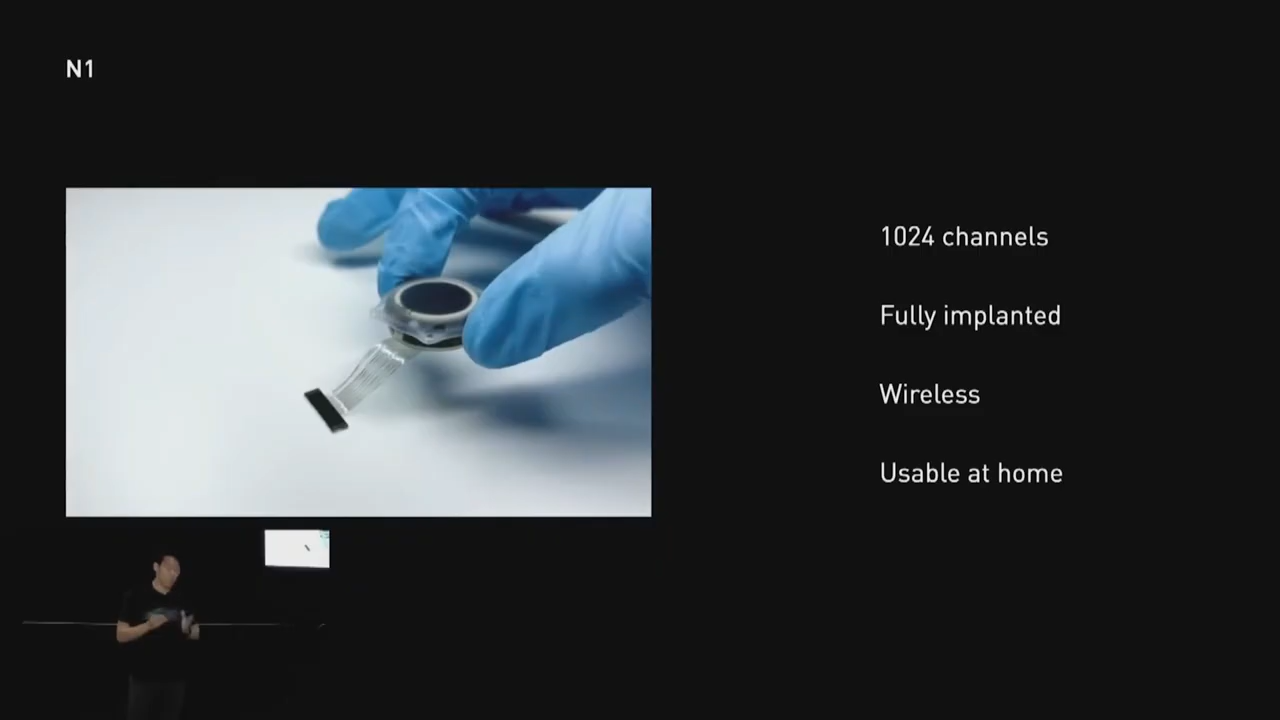 N1
1024 channels
Fully implanted
Wireless
Usable at home